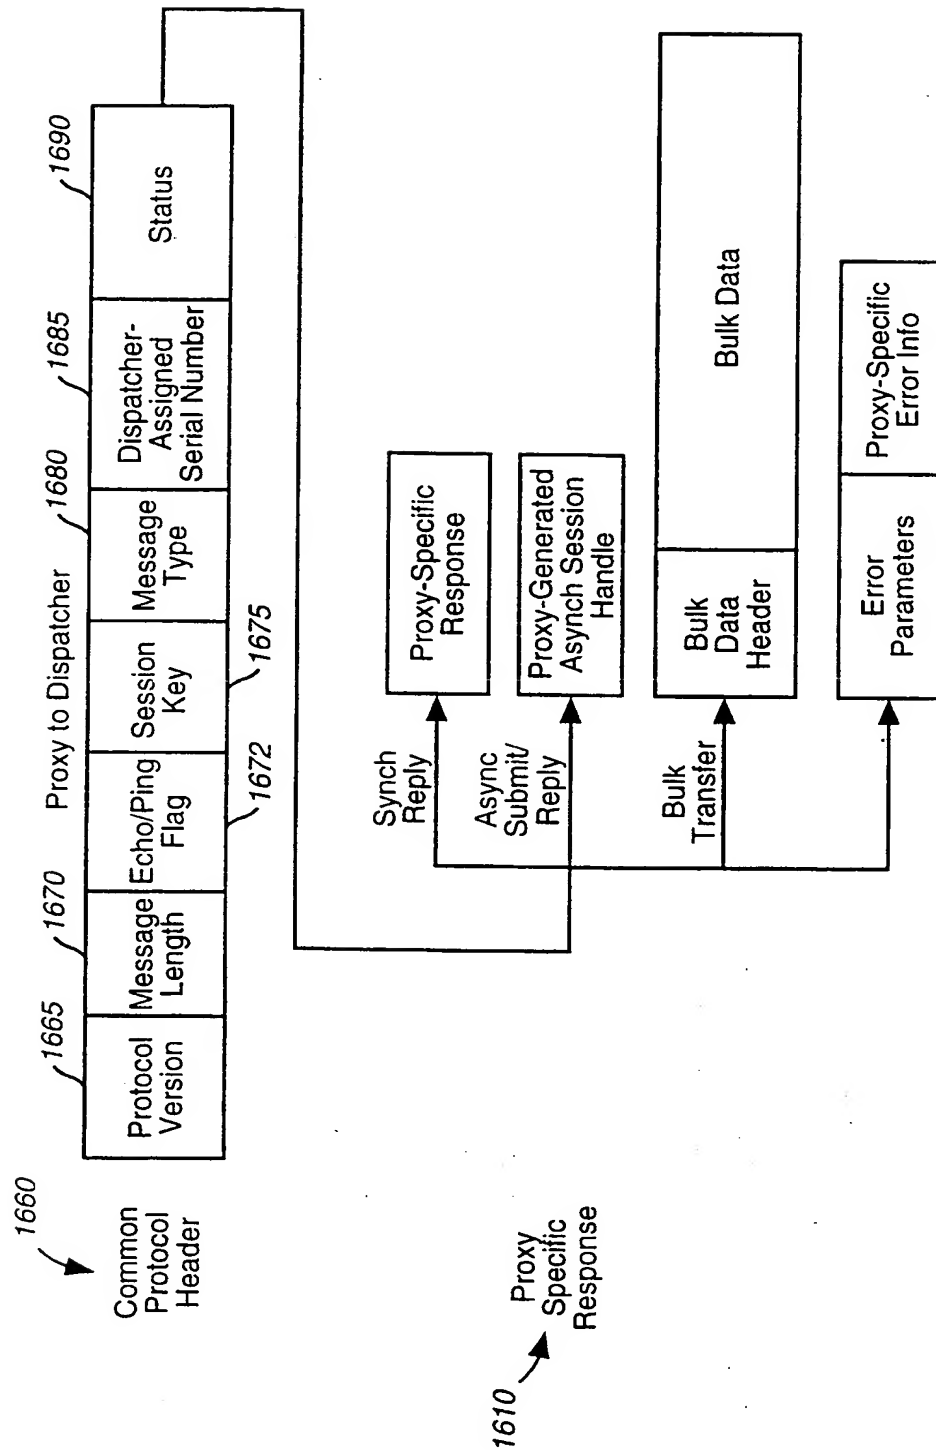 1660
Common
Protocol
Header
Proxy to Dispatcher
1665
1670
1680
1685
1690
Protocol
Version
Message
Length
Echo/Ping
Flag
Session
Key
Message
Type
Dispatcher-
Assigned
Serial Number
Status
1672
1675
1610
Proxy
Specific
Response
Synch
Reply
Proxy-Specific
Response
Async
Submit/
Reply
Proxy-Generated
Asynch Session
Handle
Bulk
Transfer
Bulk
Data
Header
Bulk Data
Error
Parameters
Proxy-Specific
Error Info